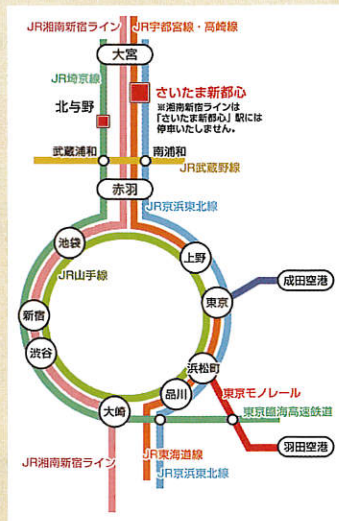 JR湘南新宿ライン
JR宇都宮線・高崎線
大宮
JR埼京線
さいたま新都心
※湘南新宿ラインは
「さいたま新都心」駅には
停車いたしません。
北与野
武蔵浦和
南浦和
JR武蔵野線
赤羽
JR京浜東北線
池袋
上野
JR山手線
成田空港
東京
新宿
渋谷
浜松町
品川
大崎
東京モノレール
東京臨海高速鉄道
JR東海道線
羽田空港
JR湘南新宿ライン
JR京浜東北線